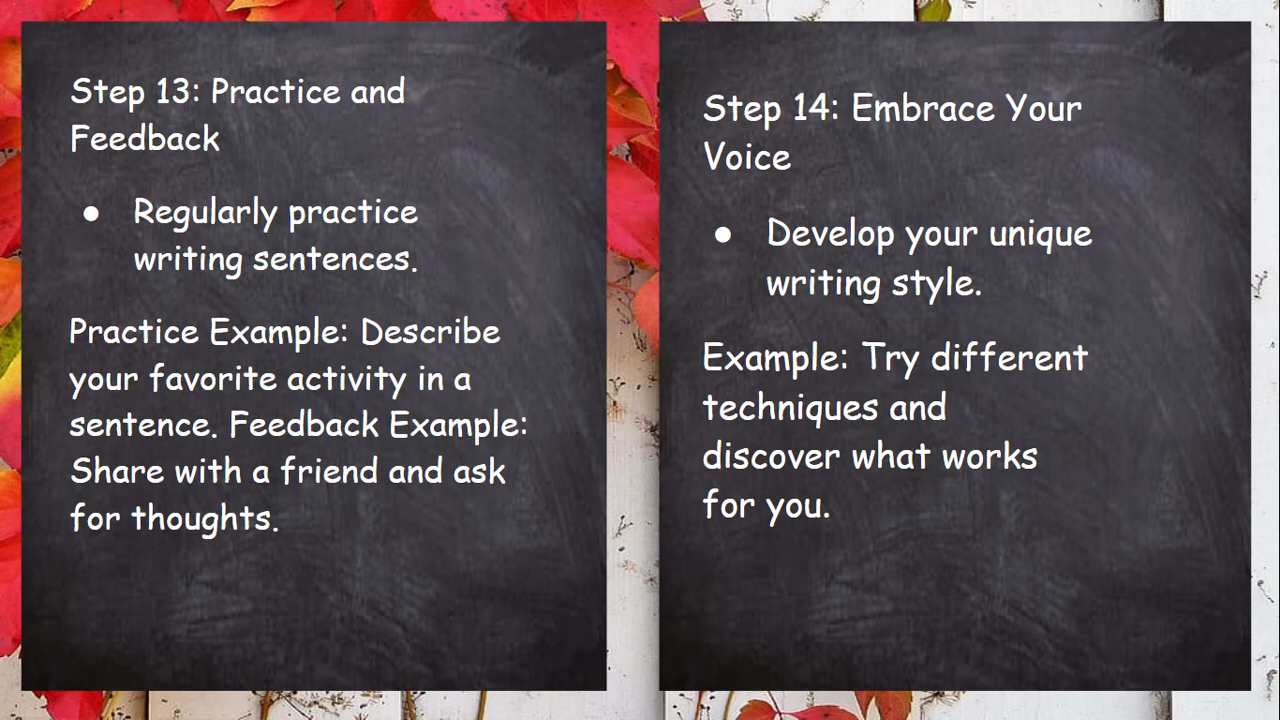 Step 13: Practice and
Feedback
● Regularly practice
writing sentences.
Practice Example: Describe
your favorite activity in a
sentence. Feedback Example:
Share with a friend and ask
for thoughts.
Step 14: Embrace Your
Voice
● Develop your unique
writing style.
Example: Try different
techniques and
discover what works
for you.